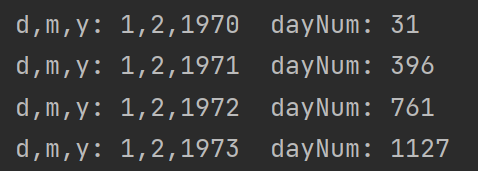 d,m,y: 1,2,1970  dayNum: 31
d,m,y: 1,2,1971  dayNum: 396
d,m,y: 1,2,1972  dayNum: 761
d,m,y: 1,2,1973  dayNum: 1127